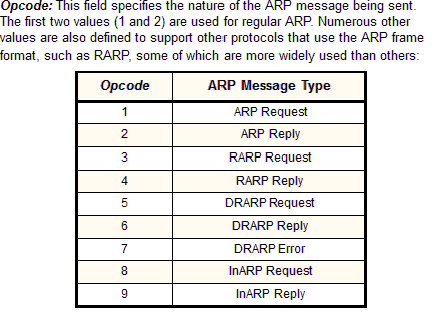 Opcode: This field specifies the nature of the ARP message being sent.
The first two values (1 and 2) are used for regular ARP. Numerous other
values are also defined to support other protocols that use the ARP frame
format, such as RARP, some of which are more widely used than others:
Opcode ARP Message Type
1 ARP Request
2 ARP Reply
3 RARP Request
4 RARP Reply
5 DRARP Request
6 DRARP Reply
7 DRARP Error
8 InARP Request
9 InARP Reply